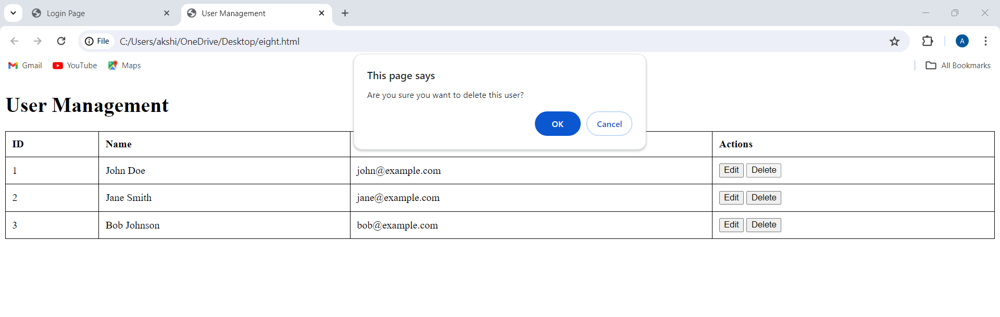 Login Page
User Management
File C:/Users/akshi/OneDrive/Desktop/eight.html A
Gmail YouTube Maps All Bookmarks
This page says
Are you sure you want to delete this user?
OK Cancel
User Management
ID Name Actions
1 John Doe john@example.com Edit Delete
2 Jane Smith jane@example.com Edit Delete
3 Bob Johnson bob@example.com Edit Delete